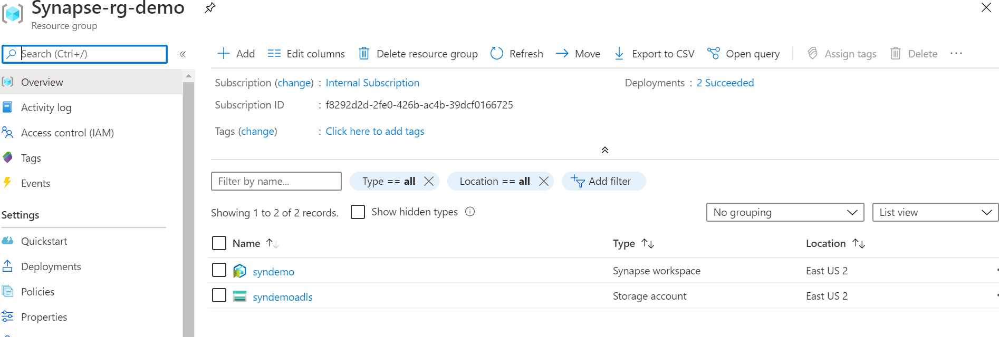 Synapse-rg-demo
Resource group
Search (Ctrl+/)
Add Edit columns Delete resource group Refresh Move Export to CSV Open query Assign tags Delete
Overview
Activity log
Access control (IAM)
Tags
Events
Settings
Quickstart
Deployments
Policies
Properties
Subscription (change) : Internal Subscription
Deployments : 2 Succeeded
Subscription ID : f8292d2d-2fe0-426b-ac4b-39dcf0166725
Tags (change) : Click here to add tags
Filter by name... Type == all Location == all Add filter
Showing 1 to 2 of 2 records. Show hidden types No grouping List view
Name Type Location
syndemo Synapse workspace East US 2
syndemoadls Storage account East US 2